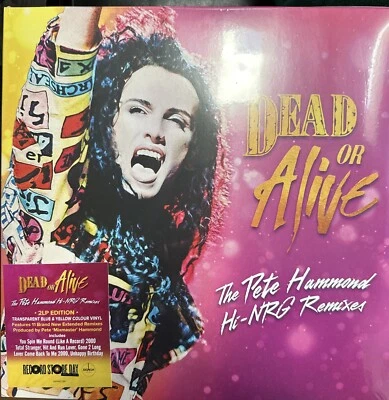 DEAD
OR
Alive
The Pete Hammond
Hi-NRG Remixes
DEAD OR Alive
The Pete Hammond Hi-NRG Remixes
- 2LP EDITION -
TRANSPARENT BLUE & YELLOW COLOUR VINYL
Features 11 Brand New Extended Remixes
Produced by Pete 'Mixmaster' Hammond
Includes:
You Spin Me Round (Like A Record) 2000
Total Stranger, Hit And Run Lover, Gone 2 Long
Lover Come Back To Me 2000, Unhappy Birthday
RECORD STORE DAY